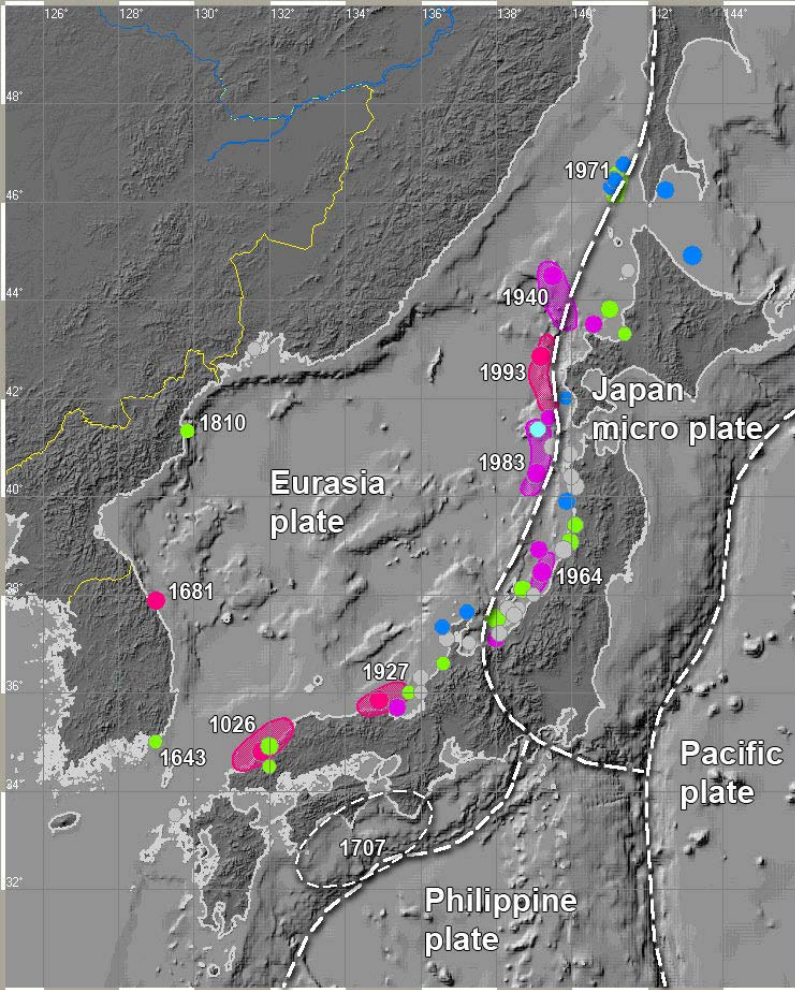 126° 128° 130° 132° 134° 136° 138° 140° 142° 144°
48°
1971
46°
44°
1940
1993
42°
Japan
micro plate
1810
1983
40°
Eurasia
plate
38°
1681
1964
1927
36°
1026
1643
Pacific
plate
34°
1707
32°
Philippine
plate